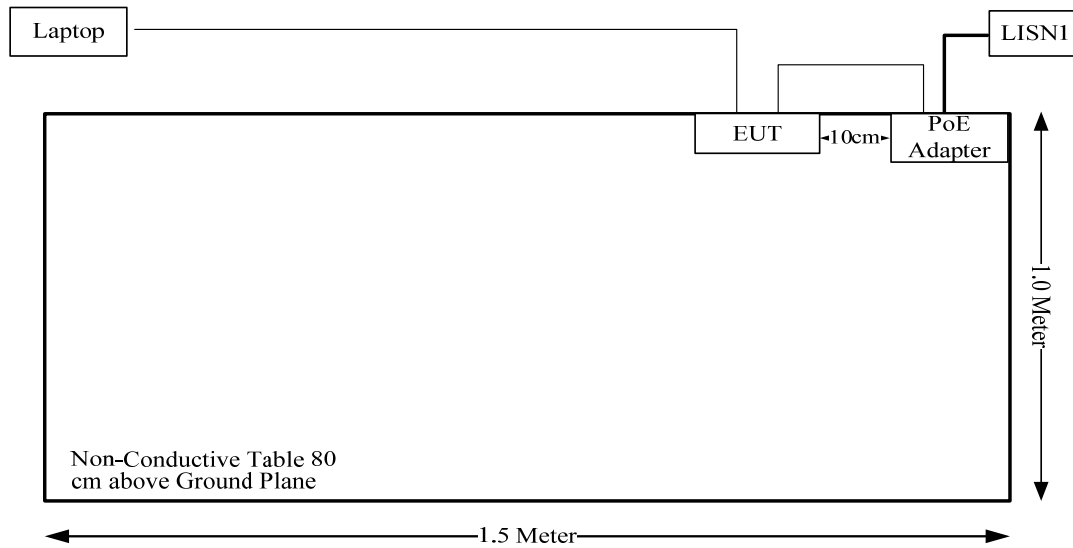 Laptop
LISN1
EUT
10cm
PoE
Adapter
1.0 Meter
Non-Conductive Table 80
cm above Ground Plane
1.5 Meter